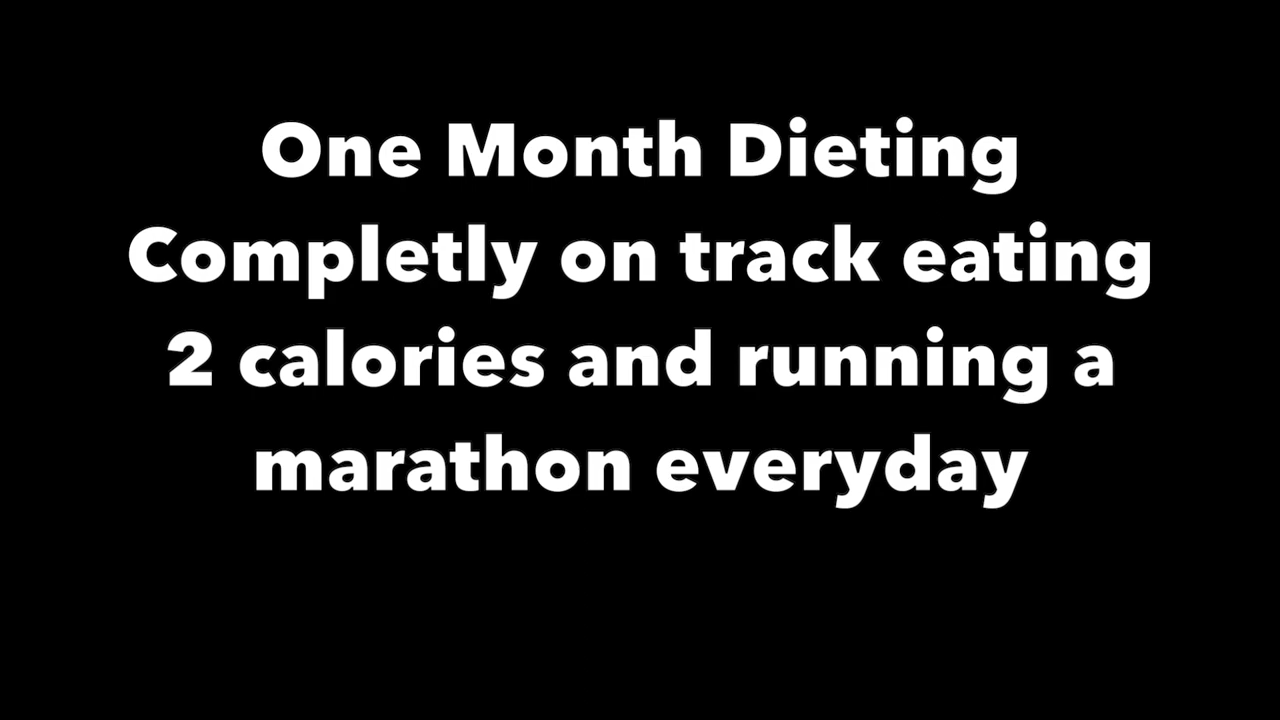 One Month Dieting
Completly on track eating
2 calories and running a
marathon everyday